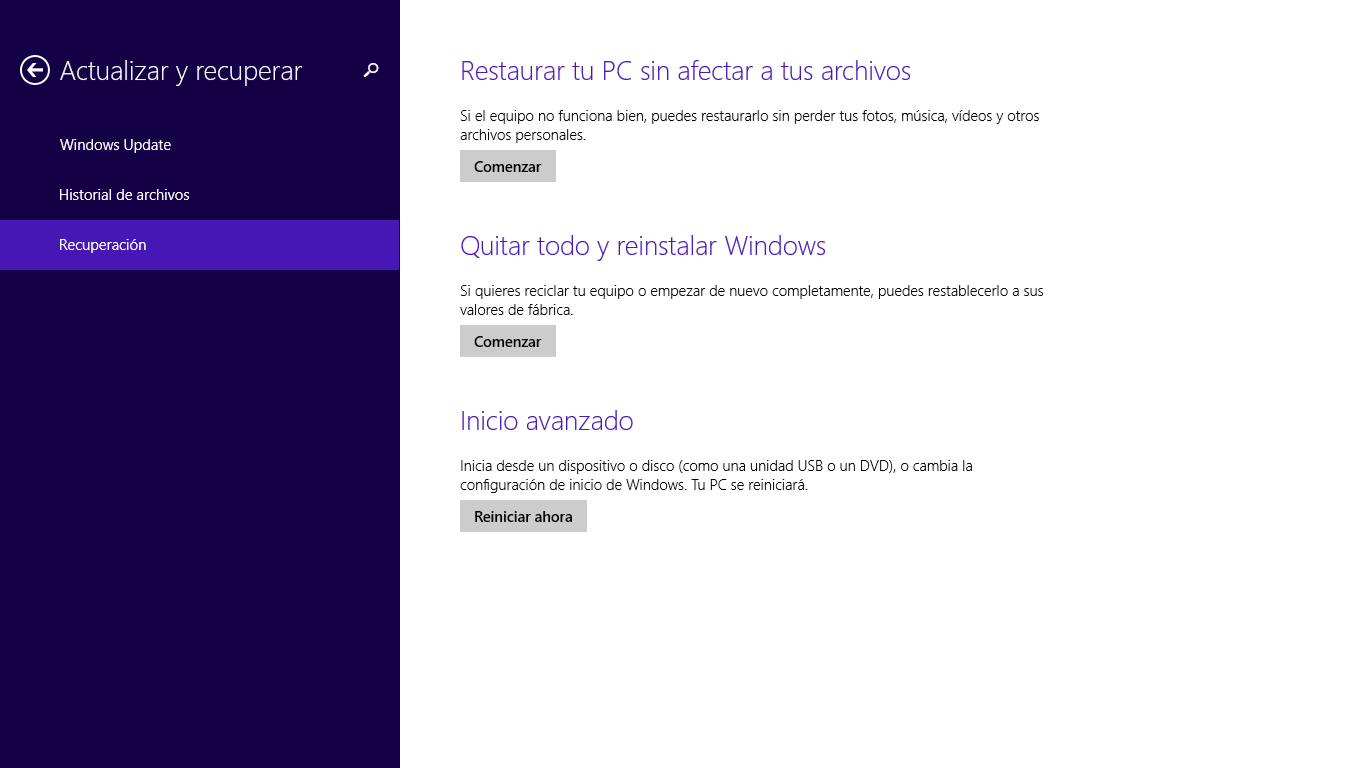 Actualizar y recuperar
Windows Update
Historial de archivos
Recuperación
Restaurar tu PC sin afectar a tus archivos
Si el equipo no funciona bien, puedes restaurarlo sin perder tus fotos, música, vídeos y otros
archivos personales.
Comenzar
Quitar todo y reinstalar Windows
Si quieres reciclar tu equipo o empezar de nuevo completamente, puedes restablecerlo a sus
valores de fábrica.
Comenzar
Inicio avanzado
Inicia desde un dispositivo o disco (como una unidad USB o un DVD), o cambia la
configuración de inicio de Windows. Tu PC se reiniciará.
Reiniciar ahora